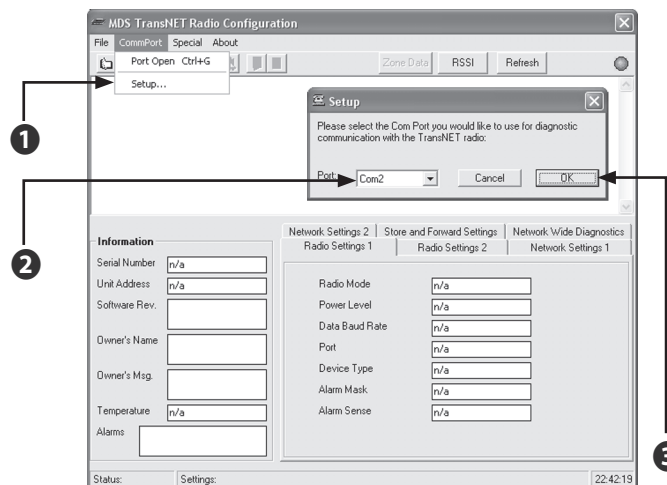 MDS TransNET Radio Configuration
File CommPort Special About
Port Open Ctrl+G
Setup...
Zone Data RSSI Refresh
1
Setup
Please select the Com Port you would like to use for diagnostic
communication with the TransNET radio:
Port: Com2 Cancel OK
2
3
Network Settings 2 Store and Forward Settings Network Wide Diagnostics
Radio Settings 1 Radio Settings 2 Network Settings 1
Information
Serial Number n/a
Unit Address n/a
Software Rev.
Owner's Name
Owner's Msg.
Temperature n/a
Alarms
Radio Mode n/a
Power Level n/a
Data Baud Rate n/a
Port n/a
Device Type n/a
Alarm Mask n/a
Alarm Sense n/a
Status: Settings: 22:42:19